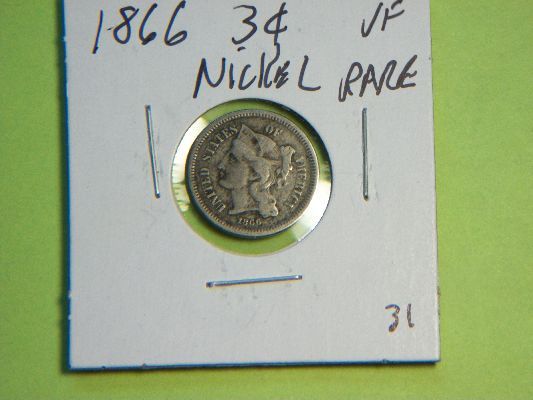 1866 3¢ VF
NICKEL RARE
UNITED STATES OF AMERICA
1866
31